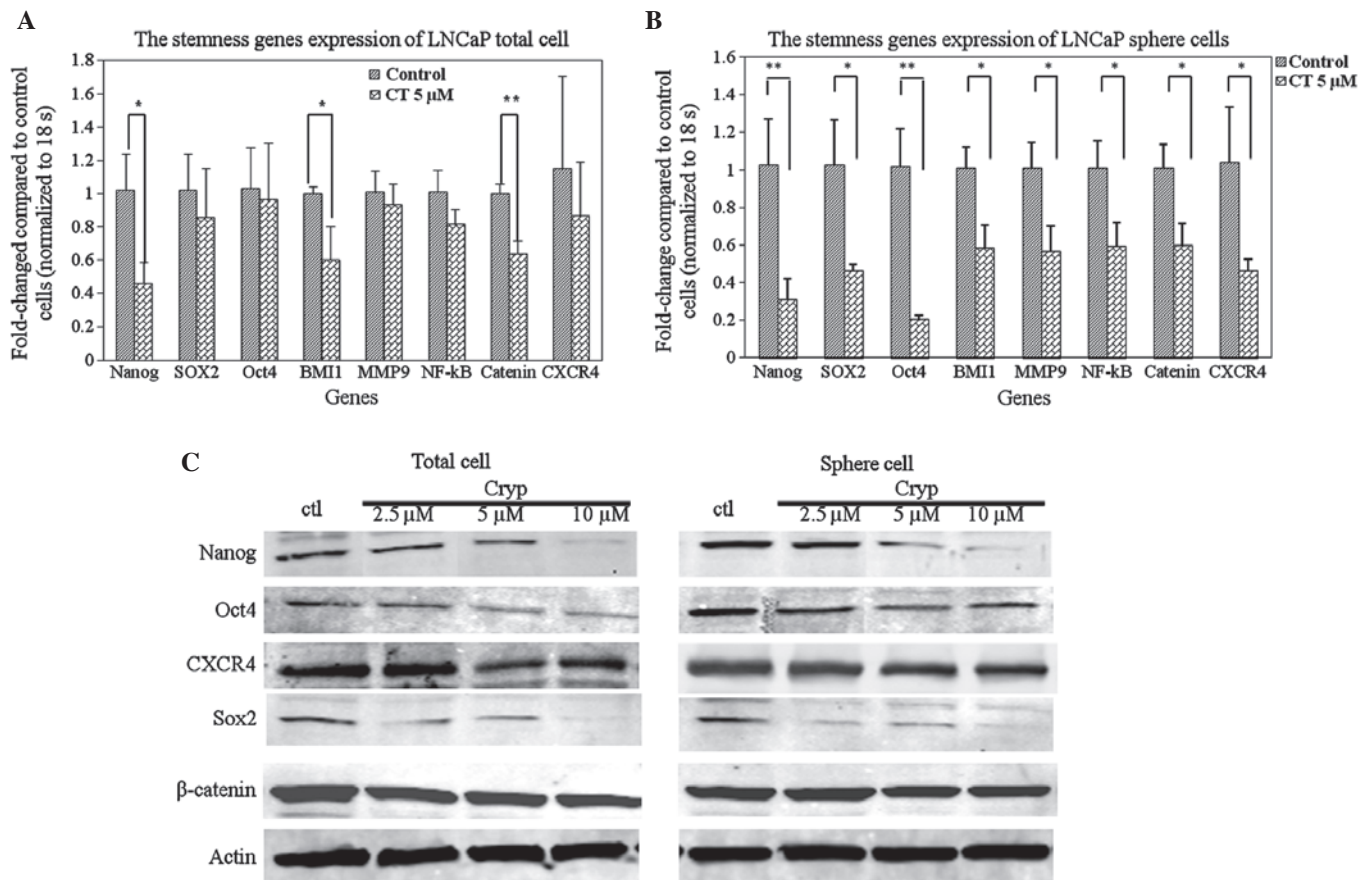 A
The stemness genes expression of LNCaP total cell
Fold-changed compared to control
cells (normalized to 18 s)
1.8
1.6
1.4
1.2
1
0.8
0.6
0.4
0.2
0
Control
CT 5 µM
*
*
**
Nanog SOX2 Oct4 BMI1 MMP9 NF-kB Catenin CXCR4
Genes
B
The stemness genes expression of LNCaP sphere cells
Fold-change compared to control
cells (normalized to 18 s)
1.6
1.4
1.2
1
0.8
0.6
0.4
0.2
0
Control
CT 5 µM
** * ** * * * * *
Nanog SOX2 Oct4 BMI1 MMP9 NF-kB Catenin CXCR4
Genes
C
Total cell
Cryp
ctl 2.5 µM 5 µM 10 µM
Sphere cell
Cryp
ctl 2.5 µM 5 µM 10 µM
Nanog
Oct4
CXCR4
Sox2
β-catenin
Actin